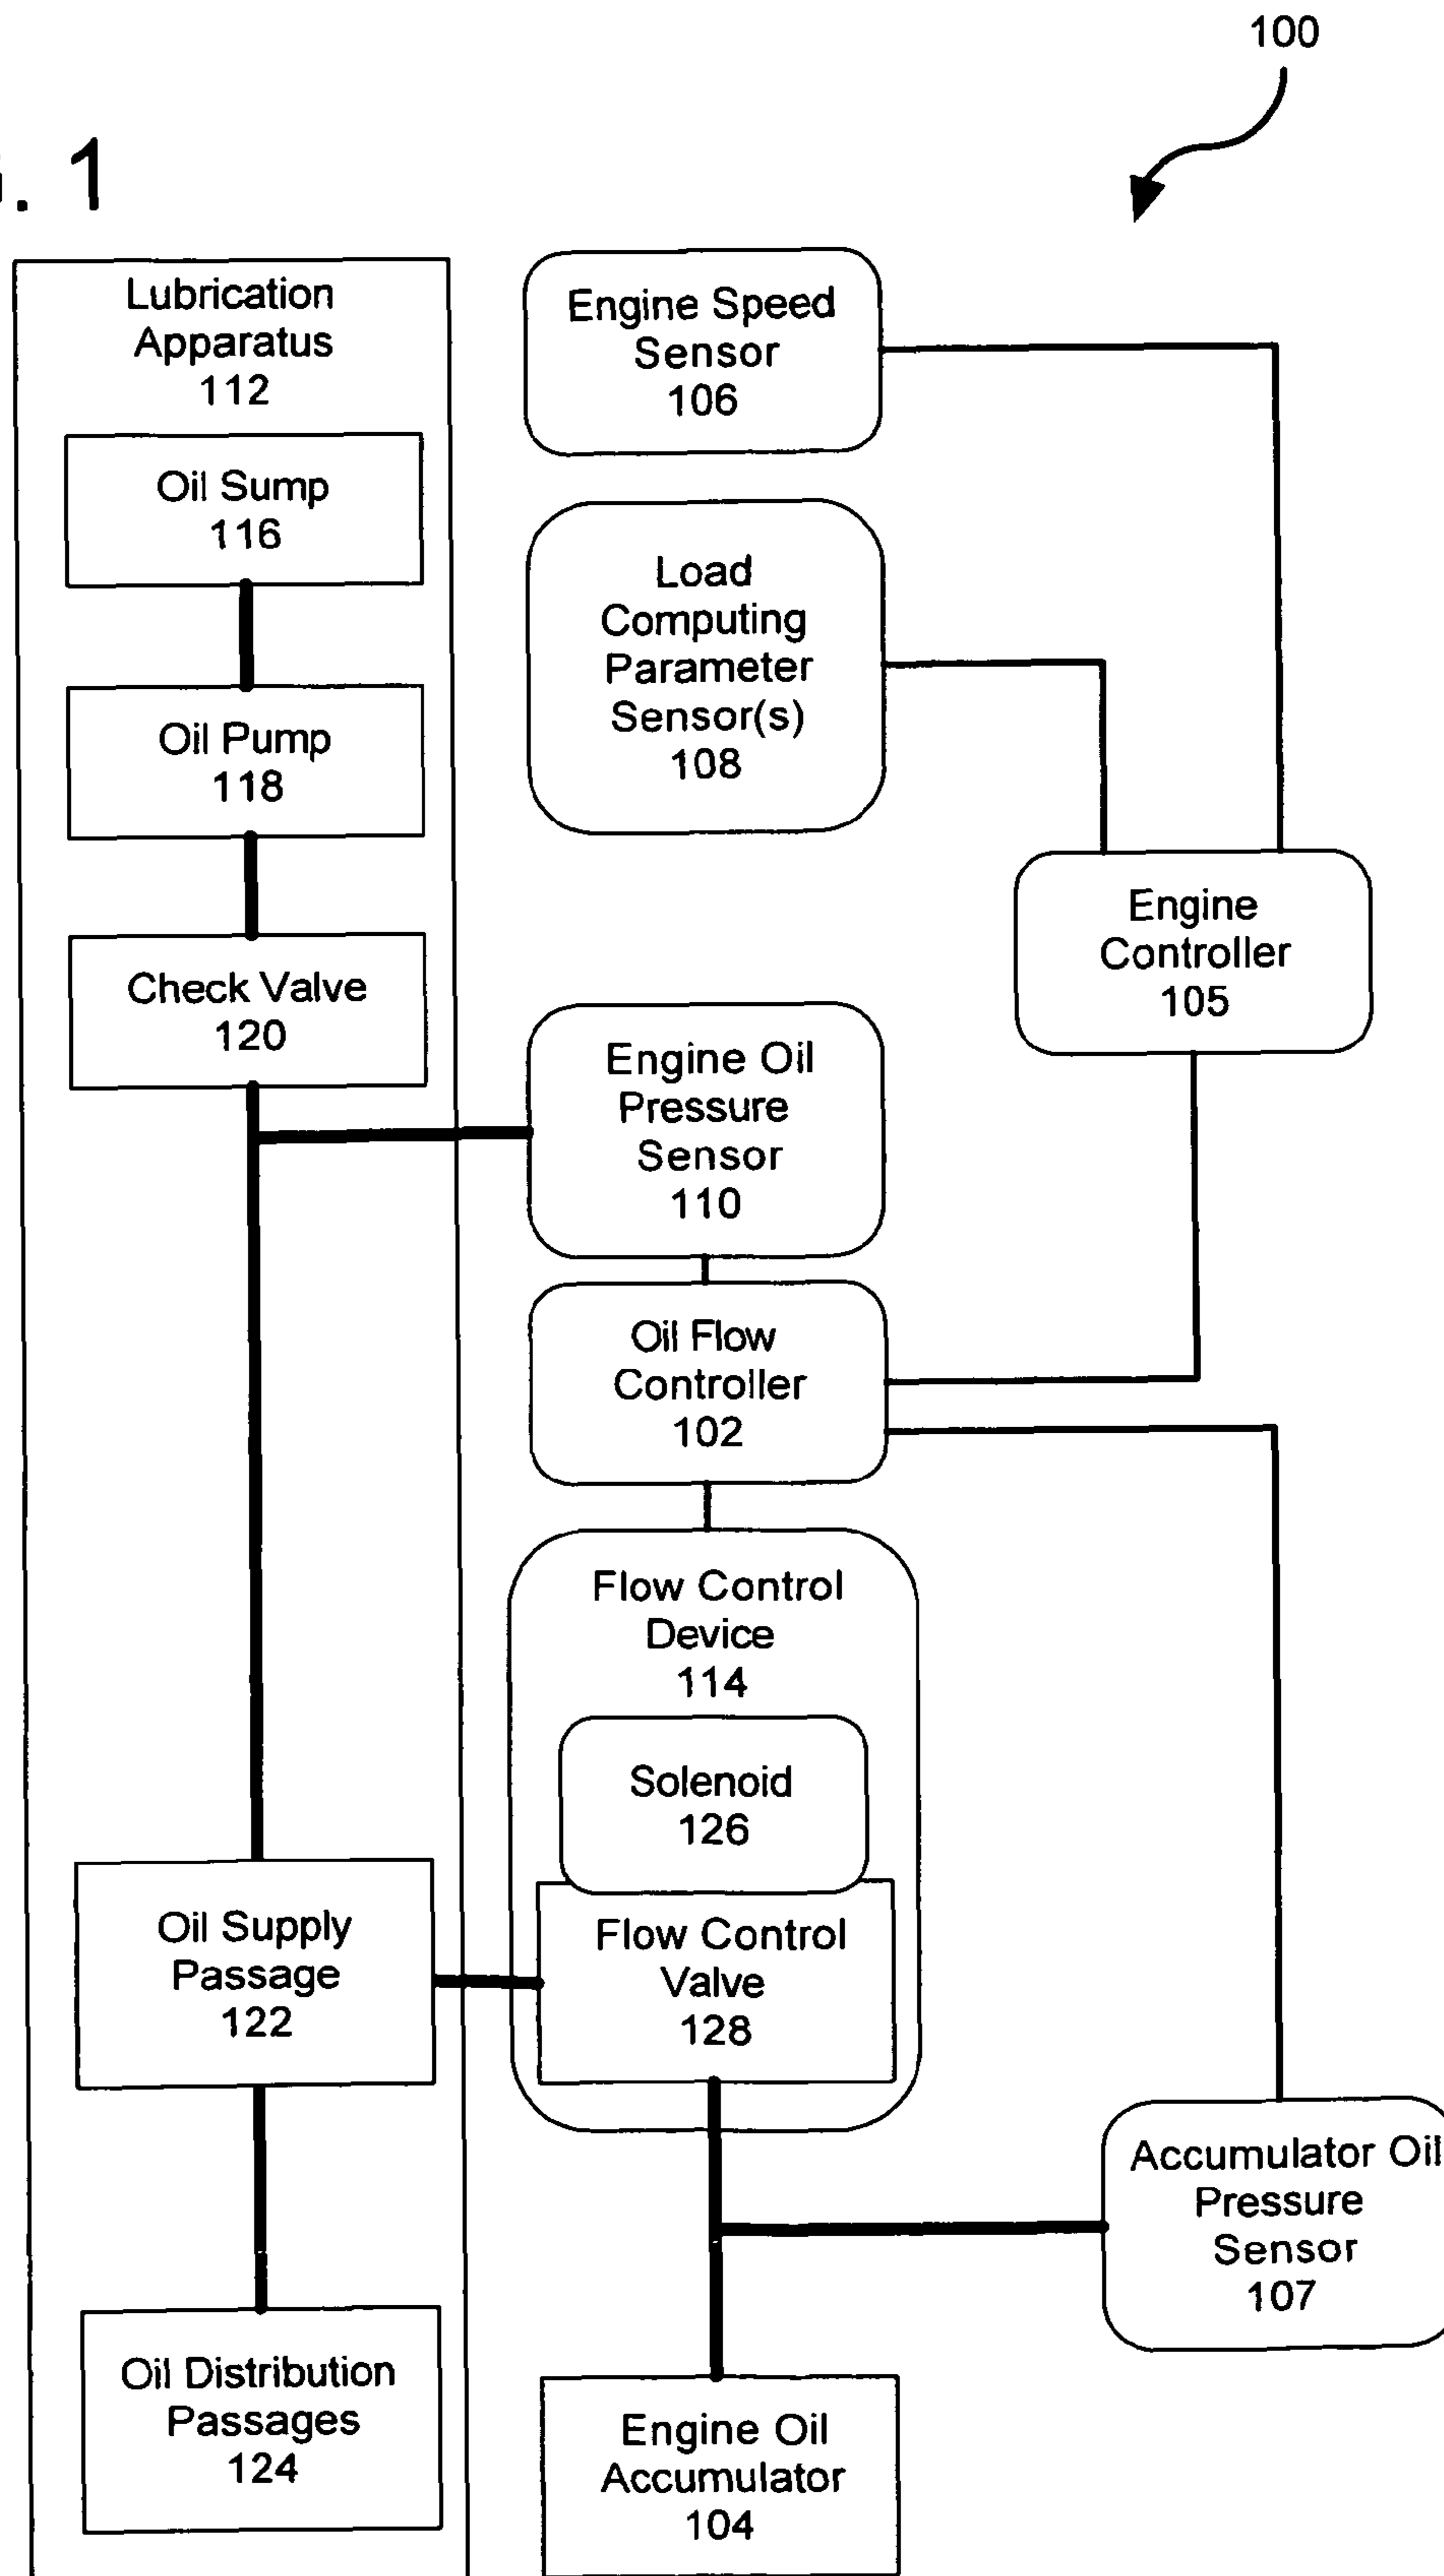 100
. 1
Lubrication
Apparatus
112
Oil Sump
116
Oil Pump
118
Check Valve
120
Oil Supply
Passage
122
Oil Distribution
Passages
124
Engine Speed
Sensor
106
Load
Computing
Parameter
Sensor(s)
108
Engine
Controller
105
Engine Oil
Pressure
Sensor
110
Oil Flow
Controller
102
Flow Control
Device
114
Solenoid
126
Flow Control
Valve
128
Accumulator Oil
Pressure
Sensor
107
Engine Oil
Accumulator
104